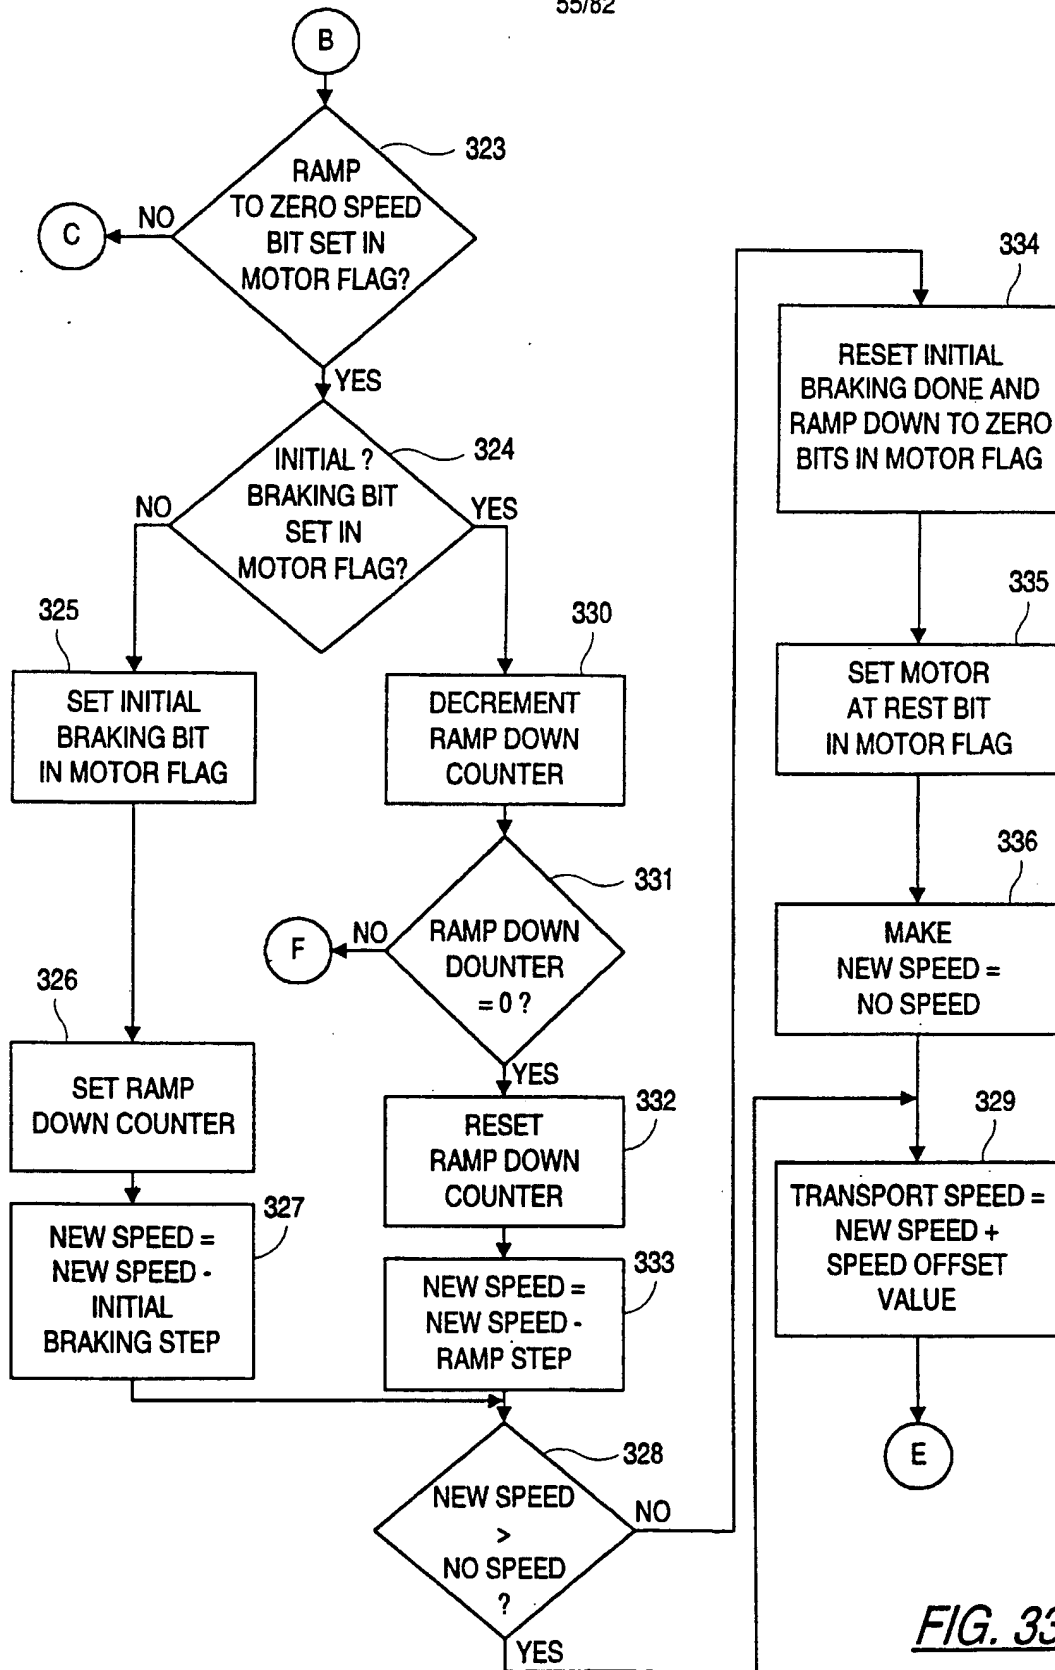 55/82
B
323
RAMP
TO ZERO SPEED
BIT SET IN
MOTOR FLAG?
NO
C
YES
324
INITIAL ?
BRAKING BIT
SET IN
MOTOR FLAG?
NO
YES
325
SET INITIAL
BRAKING BIT
IN MOTOR FLAG
326
SET RAMP
DOWN COUNTER
327
NEW SPEED =
NEW SPEED -
INITIAL
BRAKING STEP
330
DECREMENT
RAMP DOWN
COUNTER
331
RAMP DOWN
DOUNTER
= 0 ?
NO
F
YES
332
RESET
RAMP DOWN
COUNTER
333
NEW SPEED =
NEW SPEED -
RAMP STEP
328
NEW SPEED
>
NO SPEED
?
NO
YES
334
RESET INITIAL
BRAKING DONE AND
RAMP DOWN TO ZERO
BITS IN MOTOR FLAG
335
SET MOTOR
AT REST BIT
IN MOTOR FLAG
336
MAKE
NEW SPEED =
NO SPEED
329
TRANSPORT SPEED =
NEW SPEED +
SPEED OFFSET
VALUE
E
FIG. 33